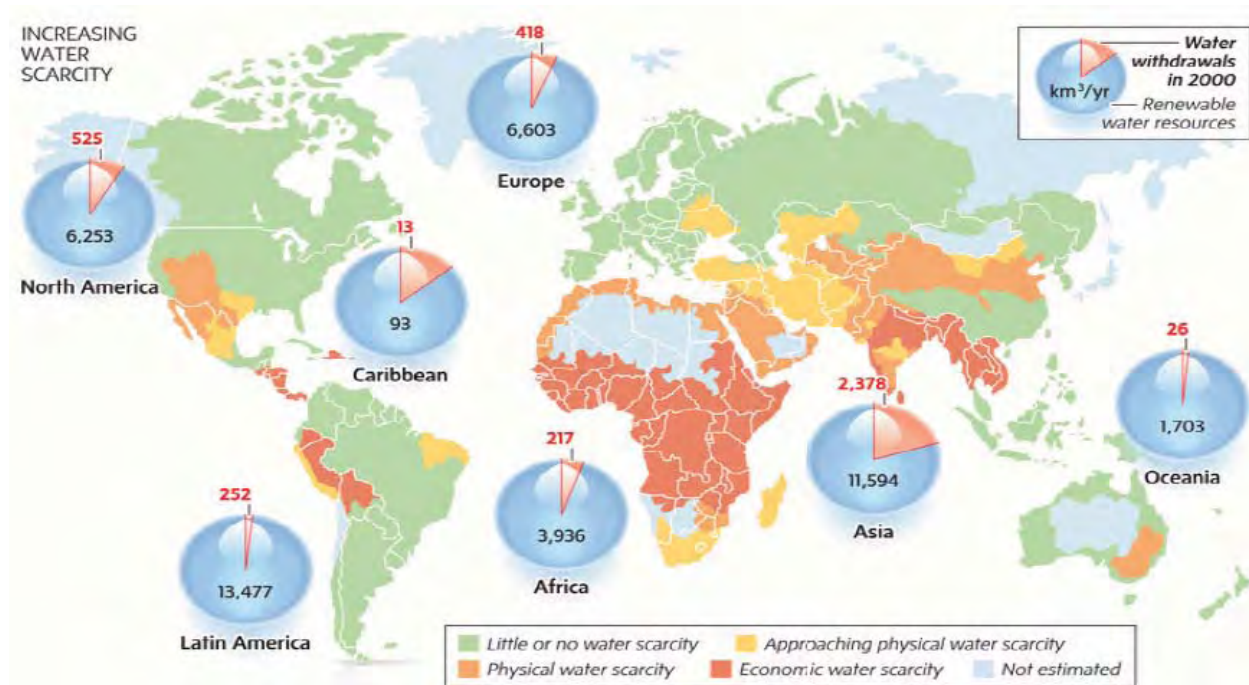 INCREASING
WATER
SCARCITY
418
6,603
Europe
Water
withdrawals
in 2000
km³/yr
Renewable
water resources
525
6,253
North America
13
93
Caribbean
2,378
11,594
Asia
26
1,703
Oceania
217
3,936
Africa
252
13,477
Latin America
Little or no water scarcity
Approaching physical water scarcity
Physical water scarcity
Economic water scarcity
Not estimated